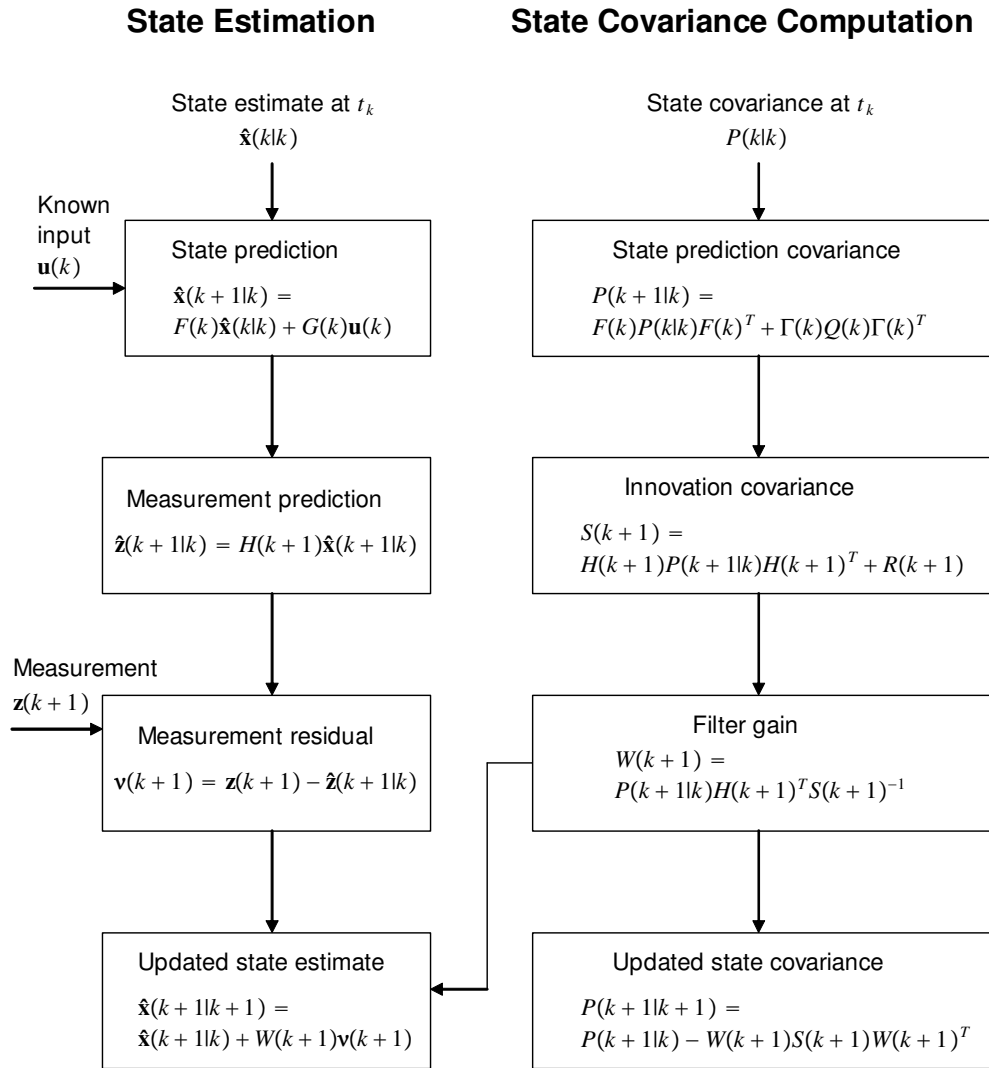 State Estimation
State Covariance Computation
State estimate at t_k
x̂(k|k)
State covariance at t_k
P(k|k)
Known
input
u(k)
State prediction
x̂(k + 1|k) =
F(k)x̂(k|k) + G(k)u(k)
State prediction covariance
P(k + 1|k) =
F(k)P(k|k)F(k)^T + Γ(k)Q(k)Γ(k)^T
Measurement prediction
ẑ(k + 1|k) = H(k + 1)x̂(k + 1|k)
Innovation covariance
S(k + 1) =
H(k + 1)P(k + 1|k)H(k + 1)^T + R(k + 1)
Measurement
z(k + 1)
Measurement residual
ν(k + 1) = z(k + 1) − ẑ(k + 1|k)
Filter gain
W(k + 1) =
P(k + 1|k)H(k + 1)^T S(k + 1)^−1
Updated state estimate
x̂(k + 1|k + 1) =
x̂(k + 1|k) + W(k + 1)ν(k + 1)
Updated state covariance
P(k + 1|k + 1) =
P(k + 1|k) − W(k + 1)S(k + 1)W(k + 1)^T